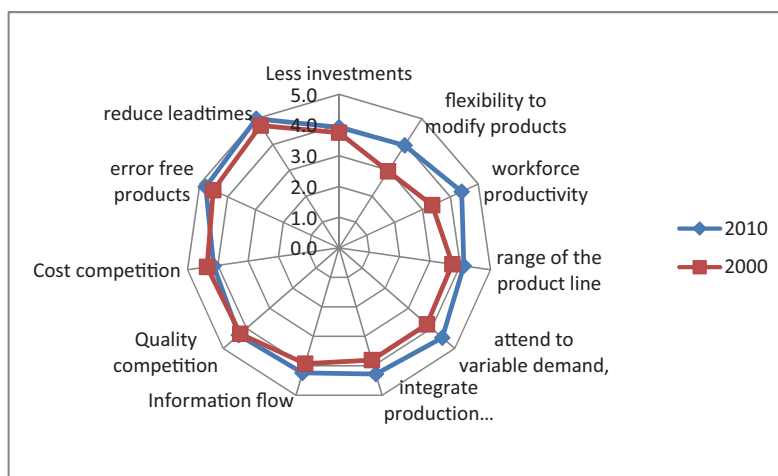 Less investments
flexibility to
modify products
workforce
productivity
range of the
product line
attend to
variable demand,
integrate
production…
Information flow
Quality
competition
Cost competition
error free
products
reduce leadtimes
5.0
4.0
3.0
2.0
1.0
0.0
2010
2000